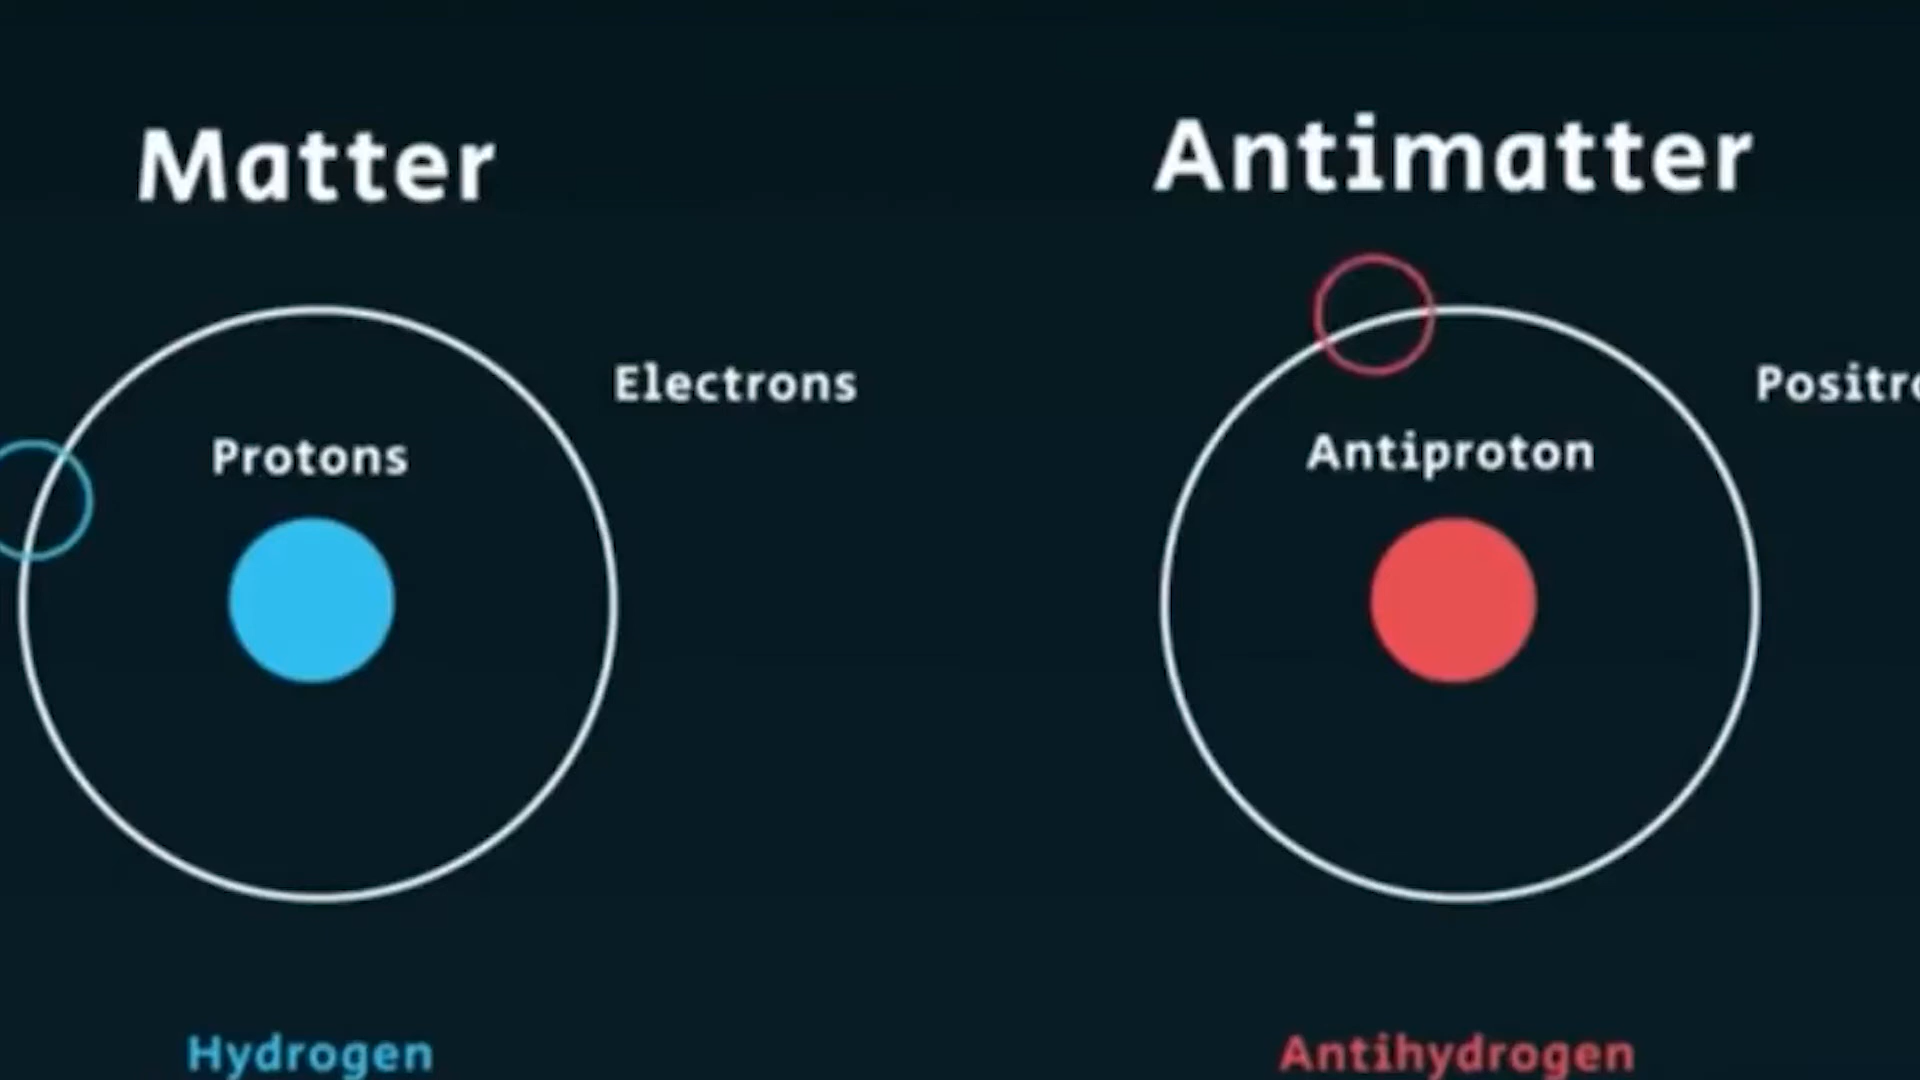 Matter
Antimatter
Electrons
Protons
Antiproton
Hydrogen
Antihydrogen